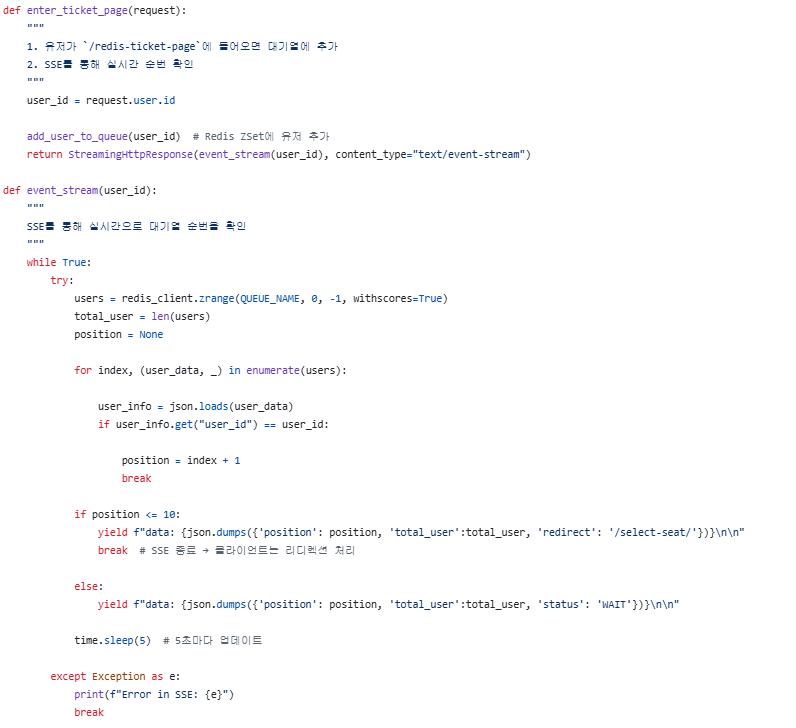 def enter_ticket_page(request):
    """
    1. 유저가 `/redis-ticket-page`에 들어오면 대기열에 추가
    2. SSE를 통해 실시간 순번 확인
    """
    user_id = request.user.id

    add_user_to_queue(user_id)  # Redis ZSet에 유저 추가
    return StreamingHttpResponse(event_stream(user_id), content_type="text/event-stream")

def event_stream(user_id):
    """
    SSE를 통해 실시간으로 대기열 순번을 확인
    """
    while True:
        try:
            users = redis_client.zrange(QUEUE_NAME, 0, -1, withscores=True)
            total_user = len(users)
            position = None

            for index, (user_data, _) in enumerate(users):

                user_info = json.loads(user_data)
                if user_info.get("user_id") == user_id:

                    position = index + 1
                    break

            if position <= 10:
                yield f"data: {json.dumps({'position': position, 'total_user':total_user, 'redirect': '/select-seat/'})}\n\n"
                break  # SSE 종료 → 클라이언트는 리디렉션 처리

            else:
                yield f"data: {json.dumps({'position': position, 'total_user':total_user, 'status': 'WAIT'})}\n\n"

            time.sleep(5)  # 5초마다 업데이트

        except Exception as e:
            print(f"Error in SSE: {e}")
            break